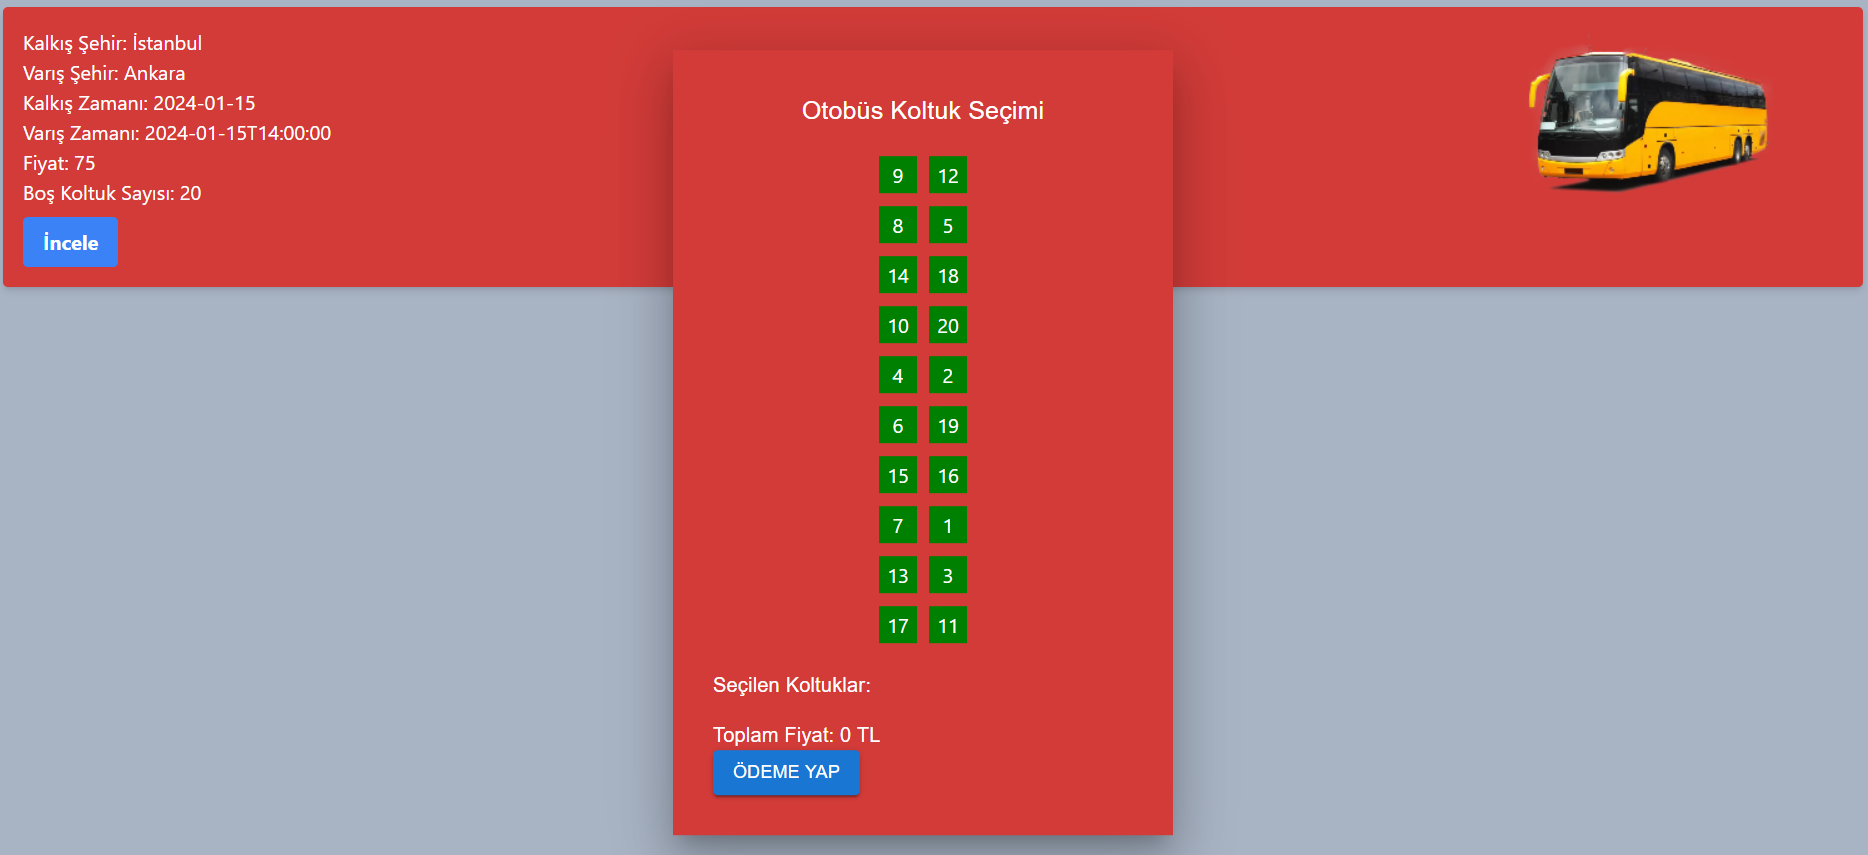 Kalkış Şehir: İstanbul
Varış Şehir: Ankara
Kalkış Zamanı: 2024-01-15
Varış Zamanı: 2024-01-15T14:00:00
Fiyat: 75
Boş Koltuk Sayısı: 20
İncele
Otobüs Koltuk Seçimi
9 12
8 5
14 18
10 20
4 2
6 19
15 16
7 1
13 3
17 11
Seçilen Koltuklar:
Toplam Fiyat: 0 TL
ÖDEME YAP